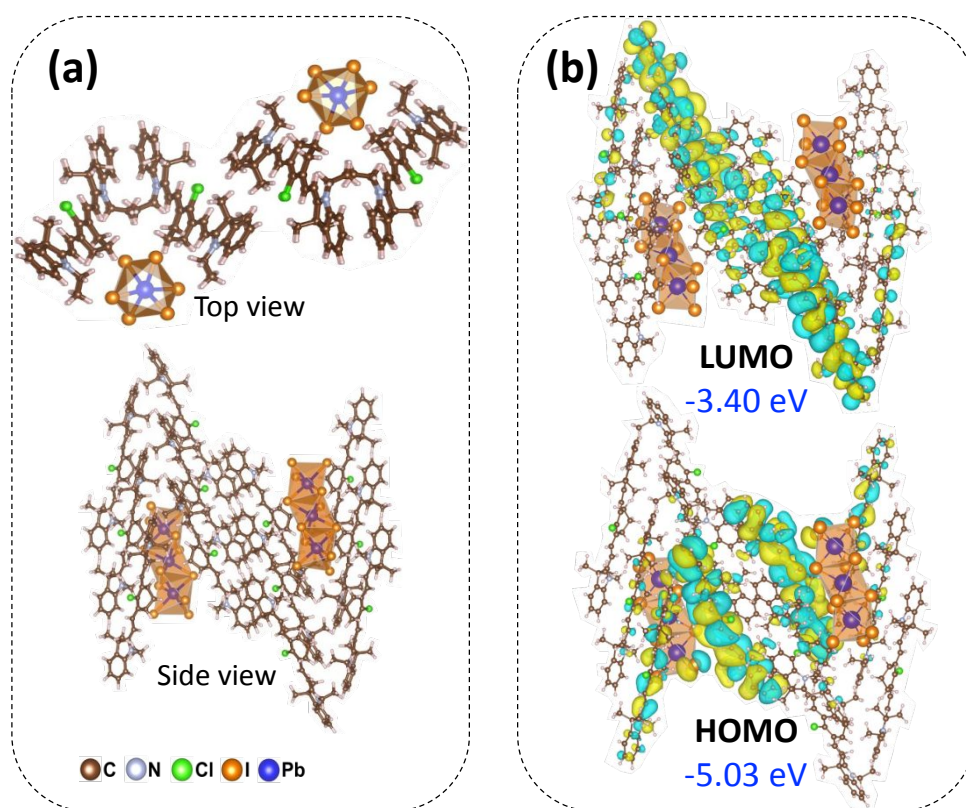 (a)
Top view
Side view
C N Cl I Pb
(b)
LUMO
-3.40 eV
HOMO
-5.03 eV